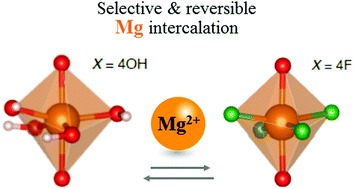 Selective & reversible
Mg intercalation
X = 4OH
X = 4F
Mg²⁺